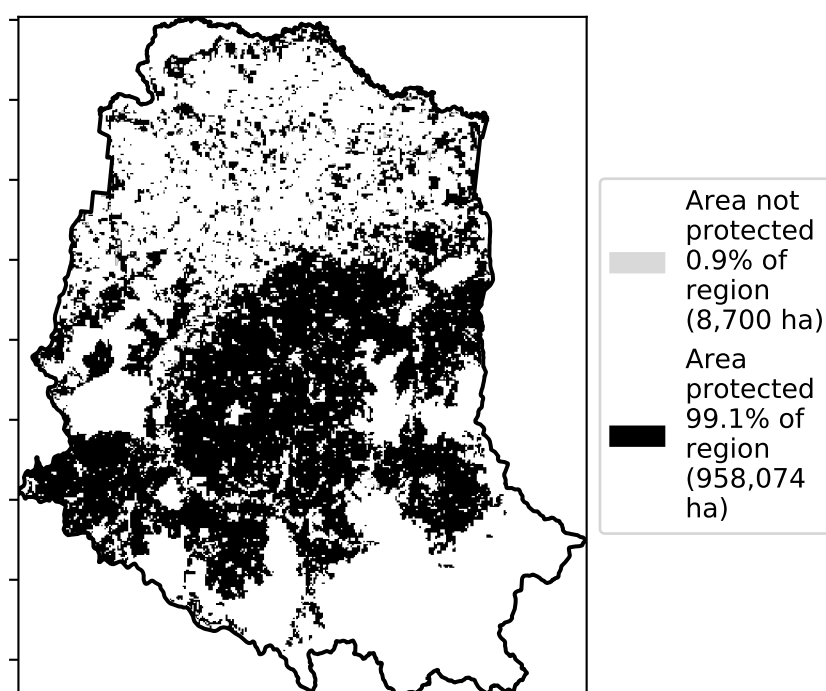 Area not
protected
0.9% of
region
(8,700 ha)
Area
protected
99.1% of
region
(958,074
ha)